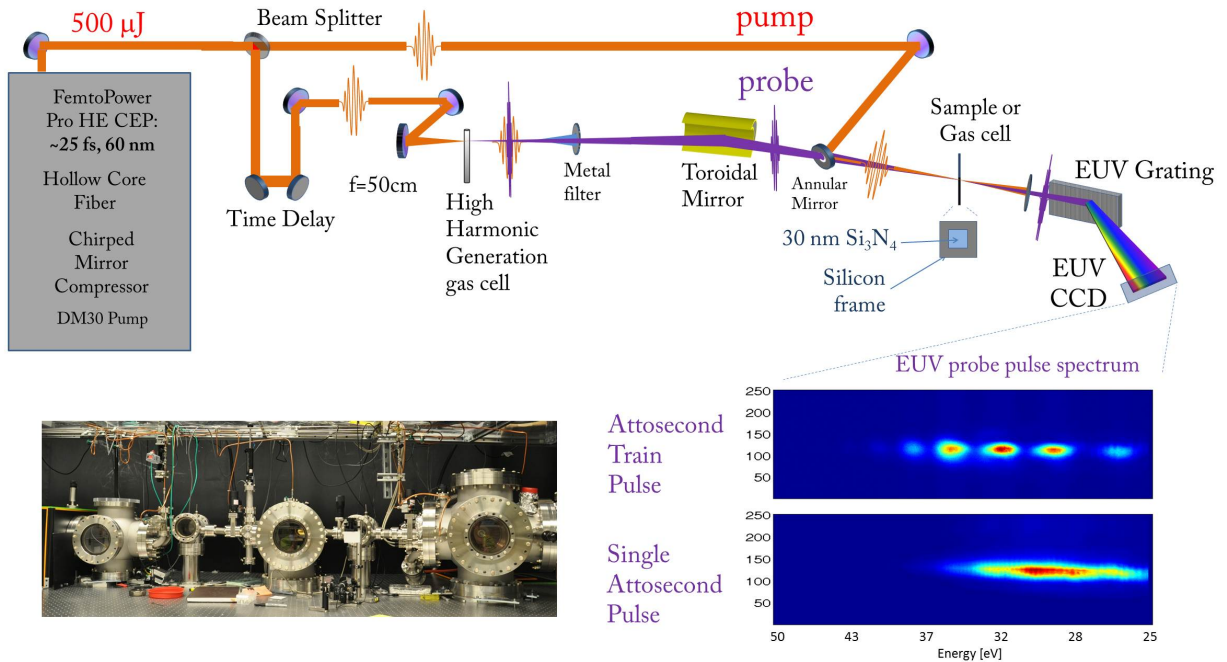 500 µJ
Beam Splitter
pump
FemtoPower
Pro HE CEP:
~25 fs, 60 nm
Hollow Core
Fiber
Chirped
Mirror
Compressor
DM30 Pump
Time Delay
f=50cm
High
Harmonic
Generation
gas cell
Metal
filter
probe
Toroidal
Mirror
Annular
Mirror
Sample or
Gas cell
30 nm Si₃N₄
Silicon
frame
EUV Grating
EUV
CCD
EUV probe pulse spectrum
Attosecond
Train
Pulse
250
200
150
100
50
Single
Attosecond
Pulse
250
200
150
100
50
50 43 37 32 28 25
Energy [eV]